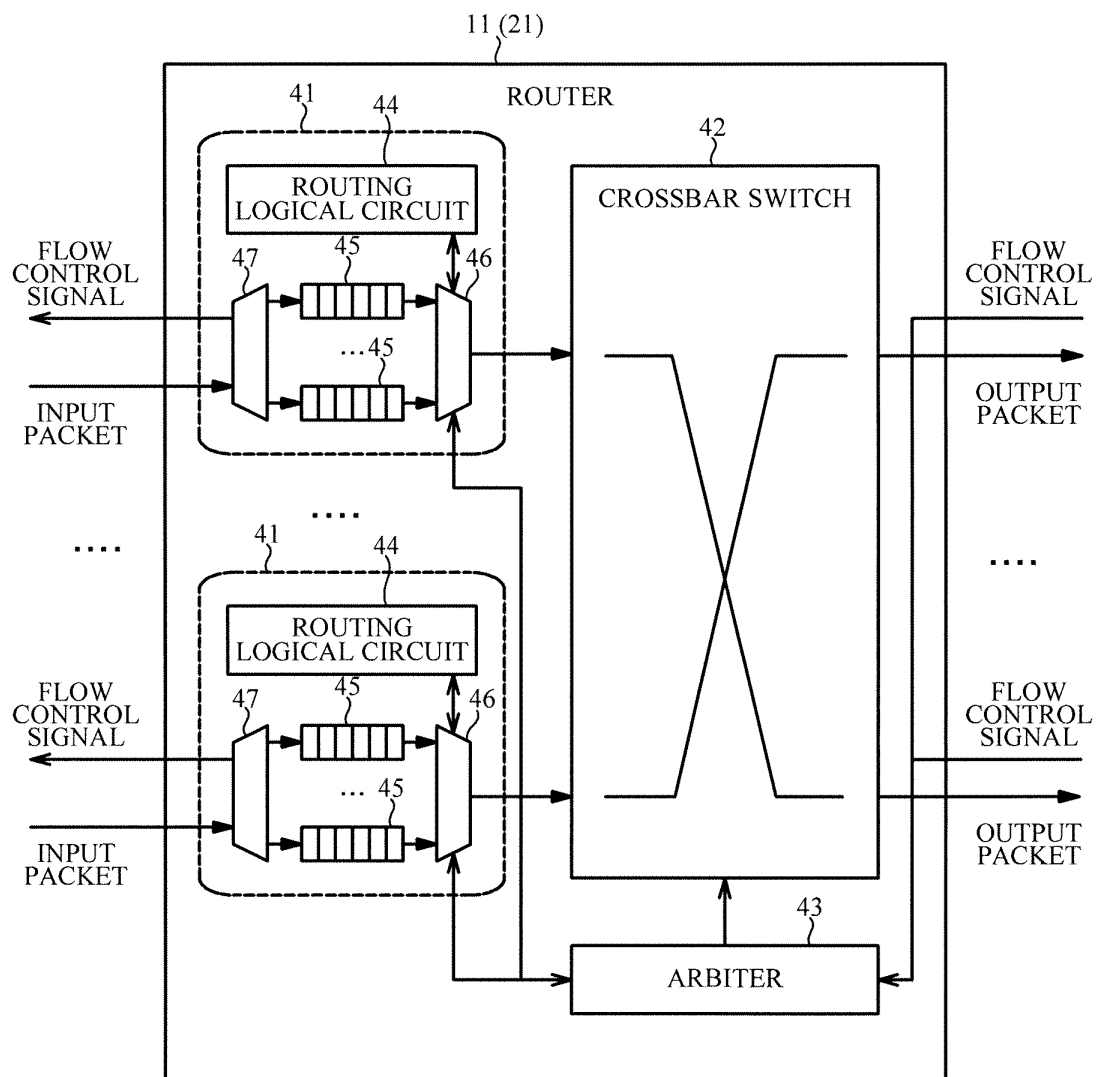 11 (21)
ROUTER
41
44
42
ROUTING
LOGICAL CIRCUIT
CROSSBAR SWITCH
FLOW
CONTROL
SIGNAL
47
45
46
FLOW
CONTROL
SIGNAL
... 45
INPUT
PACKET
OUTPUT
PACKET
....
....
....
41
44
ROUTING
LOGICAL CIRCUIT
FLOW
CONTROL
SIGNAL
47
45
46
FLOW
CONTROL
SIGNAL
... 45
INPUT
PACKET
OUTPUT
PACKET
43
ARBITER